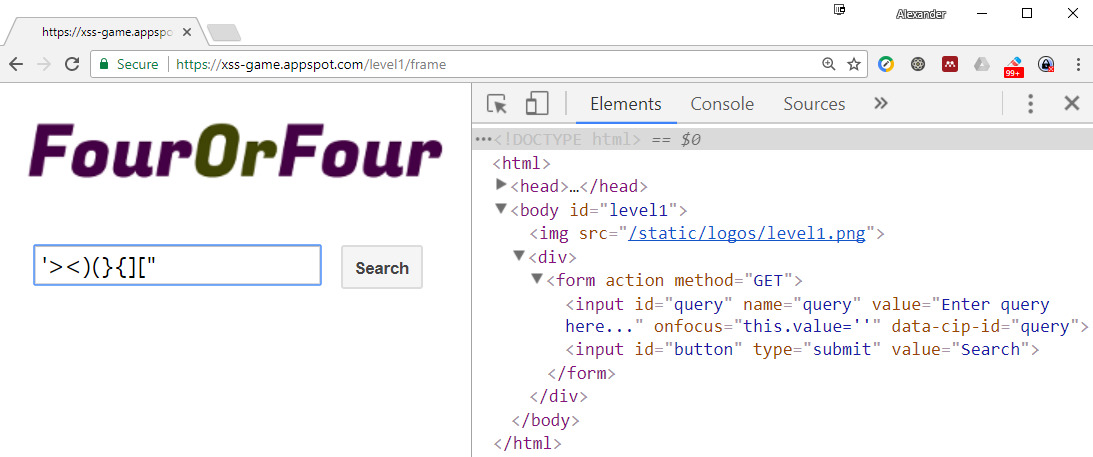 Alexander
https://xss-game.appspo
Secure https://xss-game.appspot.com/level1/frame
99+
Elements Console Sources
FourOrFour
'>< )(}{]["
Search
<!DOCTYPE html> == $0
<html>
<head>…</head>
<body id="level1">
<img src="/static/logos/level1.png">
<div>
<form action method="GET">
<input id="query" name="query" value="Enter query
here..." onfocus="this.value=''" data-cip-id="query">
<input id="button" type="submit" value="Search">
</form>
</div>
</body>
</html>